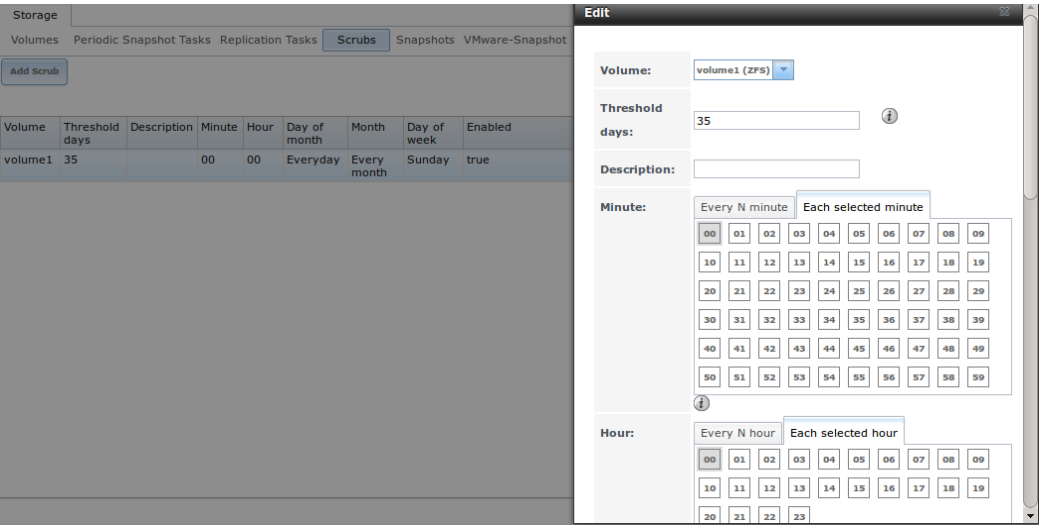 Storage
Volumes Periodic Snapshot Tasks Replication Tasks Scrubs Snapshots VMware-Snapshot
Add Scrub
Volume Threshold days Description Minute Hour Day of month Month Day of week Enabled
volume1 35 00 00 Everyday Every month Sunday true
Edit
Volume: volume1 (ZFS)
Threshold days: 35
Description:
Minute: Every N minute Each selected minute
00 01 02 03 04 05 06 07 08 09
10 11 12 13 14 15 16 17 18 19
20 21 22 23 24 25 26 27 28 29
30 31 32 33 34 35 36 37 38 39
40 41 42 43 44 45 46 47 48 49
50 51 52 53 54 55 56 57 58 59
i
Hour: Every N hour Each selected hour
00 01 02 03 04 05 06 07 08 09
10 11 12 13 14 15 16 17 18 19
20 21 22 23